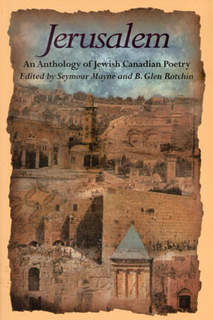 Jerusalem
An Anthology of Jewish Canadian Poetry
Edited by Seymour Mayne and B. Glen Rotchin